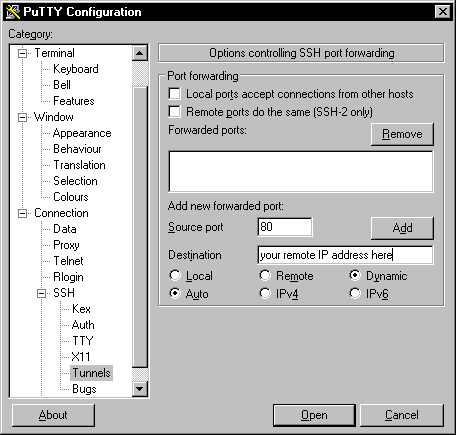 PuTTY Configuration
Category:
Terminal
Keyboard
Bell
Features
Window
Appearance
Behaviour
Translation
Selection
Colours
Connection
Data
Proxy
Telnet
Rlogin
SSH
Kex
Auth
TTY
X11
Tunnels
Bugs
Options controlling SSH port forwarding
Port forwarding
Local ports accept connections from other hosts
Remote ports do the same (SSH-2 only)
Forwarded ports:
Remove
Add new forwarded port:
Source port 80 Add
Destination your remote IP address here
Local Remote Dynamic
Auto IPv4 IPv6
About Open Cancel